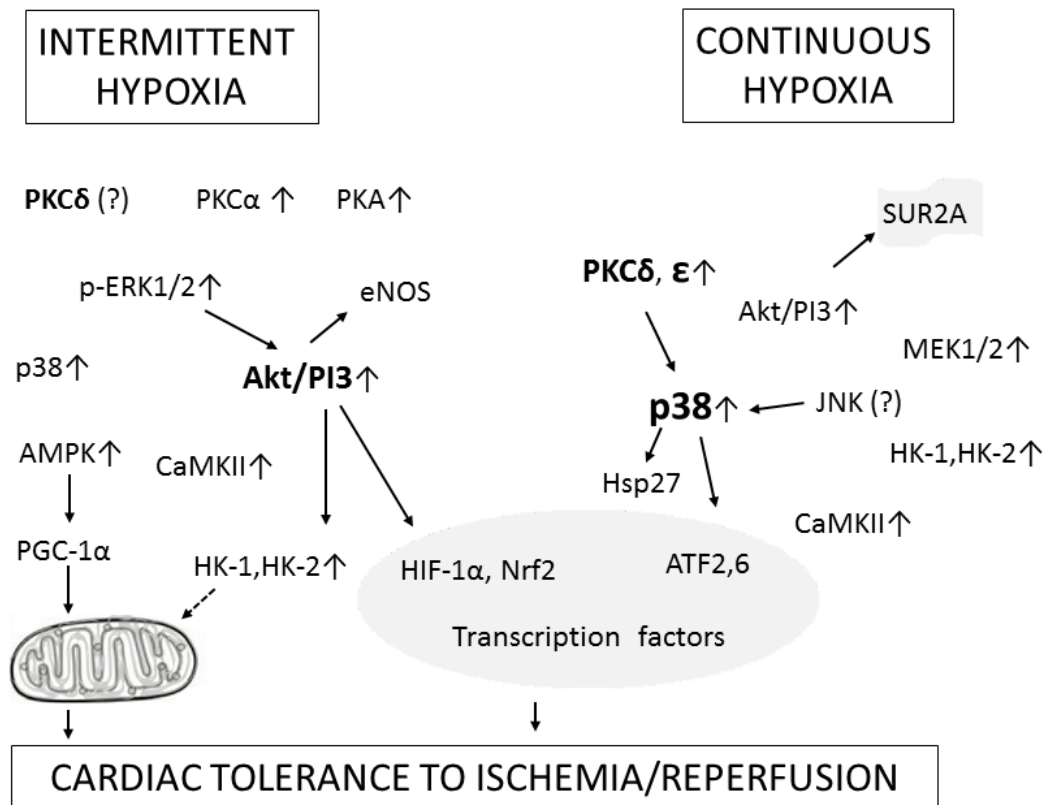 INTERMITTENT
HYPOXIA
CONTINUOUS
HYPOXIA
PKCδ (?)
PKCα ↑
PKA↑
p-ERK1/2↑
eNOS
p38↑
Akt/PI3↑
AMPK↑
CaMKII↑
PGC-1α
HK-1,HK-2↑
SUR2A
PKCδ, ε↑
Akt/PI3↑
MEK1/2↑
p38↑
JNK (?)
HK-1,HK-2↑
Hsp27
CaMKII↑
HIF-1α, Nrf2
ATF2,6
Transcription factors
CARDIAC TOLERANCE TO ISCHEMIA/REPERFUSION